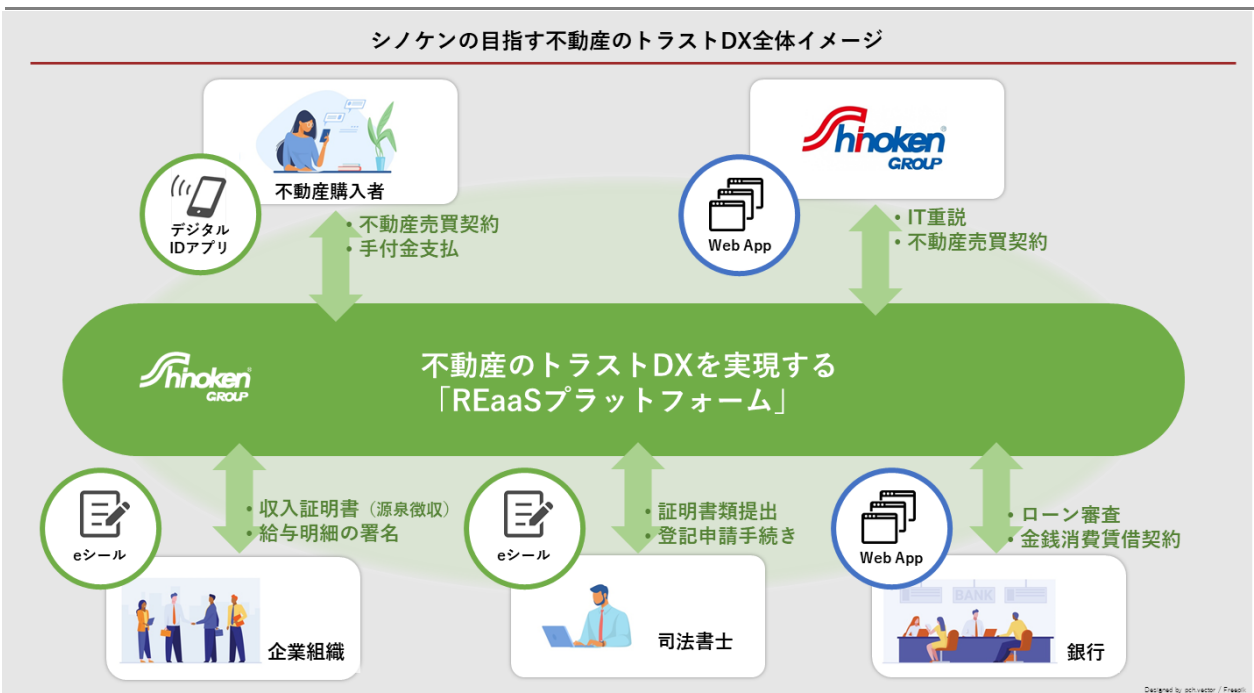 シノケンの目指す不動産のトラストDX全体イメージ
不動産購入者
デジタル
IDアプリ
・不動産売買契約
・手付金支払
Shinoken®
GROUP
Web App
・IT重説
・不動産売買契約
Shinoken®
GROUP
不動産のトラストDXを実現する
「REaaSプラットフォーム」
eシール
・収入証明書（源泉徴収）
・給与明細の署名
企業組織
eシール
・証明書類提出
・登記申請手続き
司法書士
Web App
・ローン審査
・金銭消費賃借契約
BANK
銀行
Designed by pch.vector / Freepik